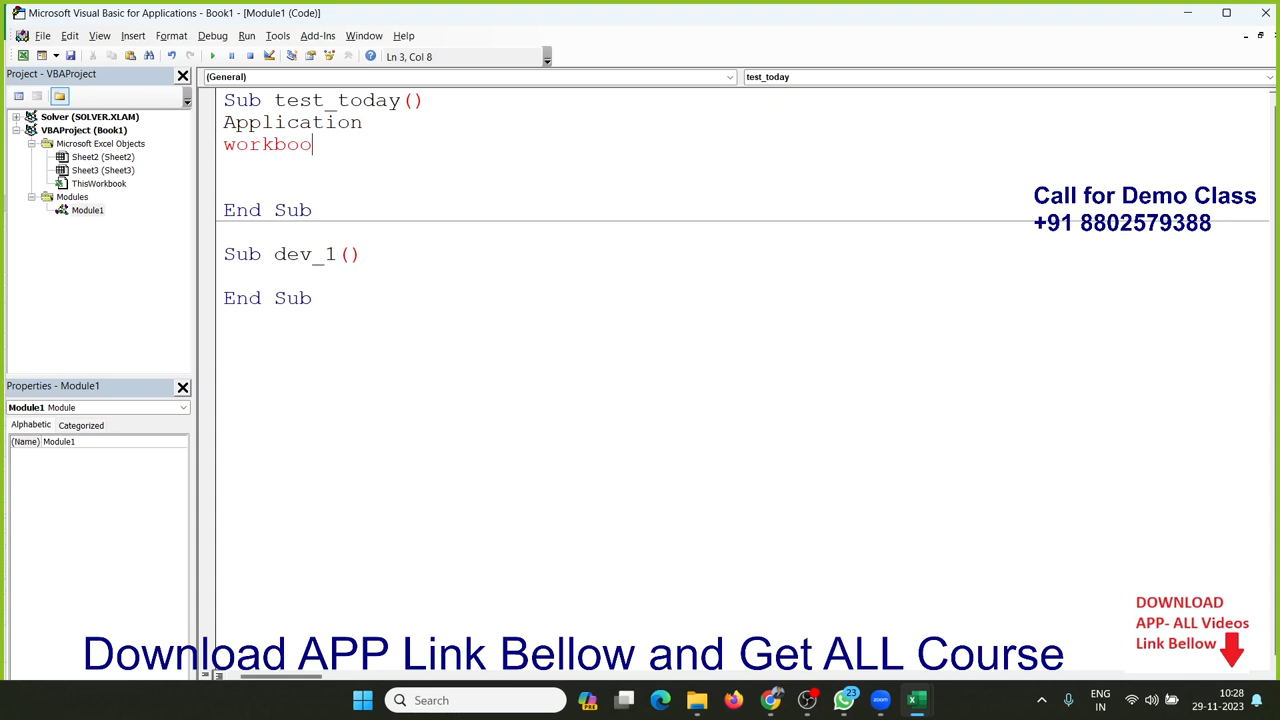 Microsoft Visual Basic for Applications - Book1 - [Module1 (Code)]
File Edit View Insert Format Debug Run Tools Add-Ins Window Help
Ln 3, Col 8
Project - VBAProject
(General)
test_today
Solver (SOLVER.XLAM)
VBAProject (Book1)
Microsoft Excel Objects
Sheet2 (Sheet2)
Sheet3 (Sheet3)
ThisWorkbook
Modules
Module1
Sub test_today()
Application
workboo
End Sub
Sub dev_1()
End Sub
Call for Demo Class
+91 8802579388
Properties - Module1
Module1 Module
Alphabetic Categorized
(Name) Module1
DOWNLOAD
APP- ALL Videos
Link Bellow
Download APP Link Bellow and Get ALL Course
Search
PRE
23
zoom
ENG
IN
10:28
29-11-2023